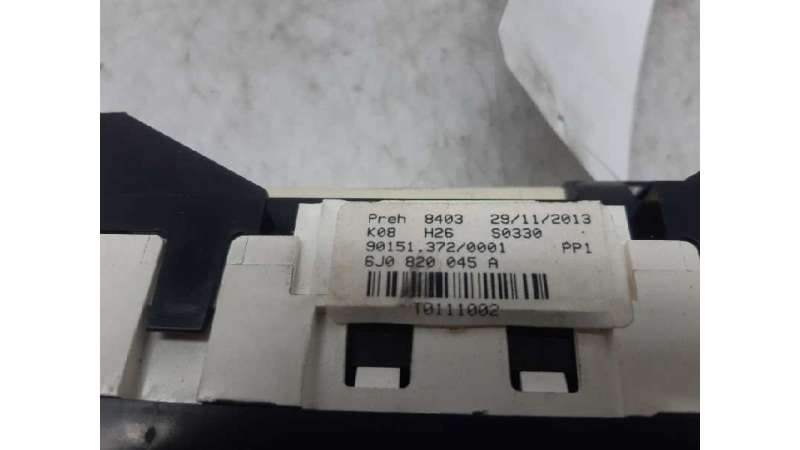 Preh 8403 29/11/2013
K08 H26 S0330
90151.372/0001 PP1
6J0 820 045 A
T0111002